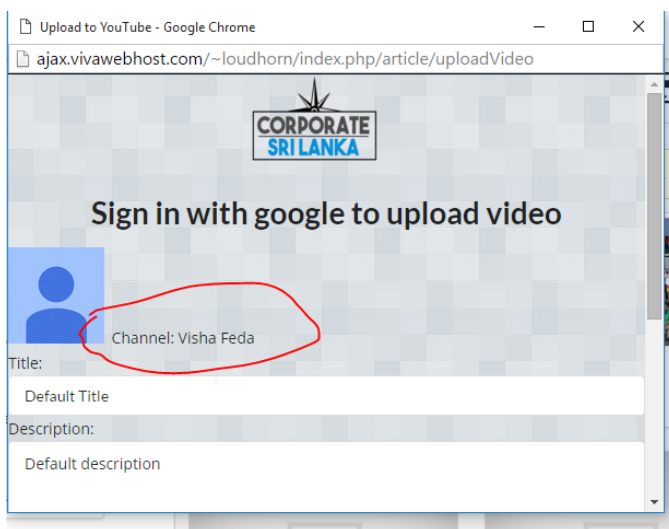 Upload to YouTube - Google Chrome
ajax.vivawebhost.com/~loudhorn/index.php/article/uploadVideo
CORPORATE
SRI LANKA
Sign in with google to upload video
Channel: Visha Feda
Title:
Default Title
Description:
Default description